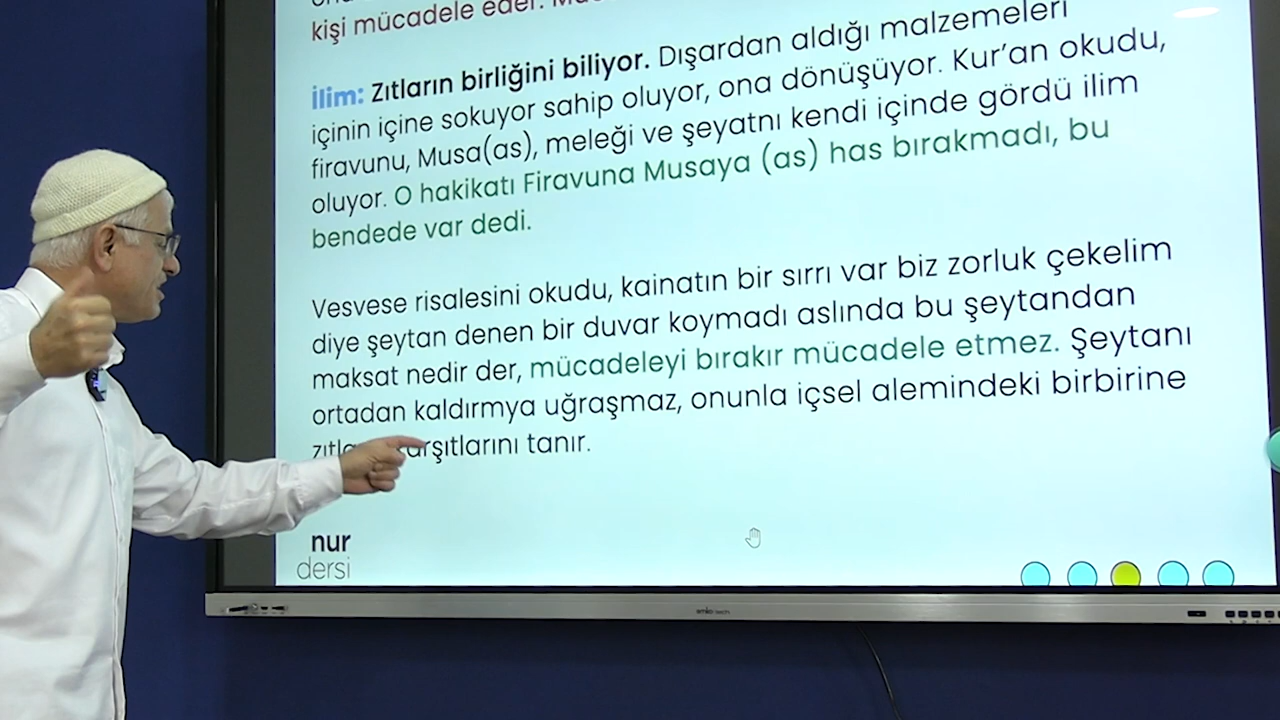 kişi mücadele eder.
İlim: Zıtların birliğini biliyor. Dışardan aldığı malzemeleri
içinin içine sokuyor sahip oluyor, ona dönüşüyor. Kur'an okudu,
firavunu, Musa(as), meleği ve şeyatnı kendi içinde gördü ilim
oluyor. O hakikatı Firavuna Musaya (as) has bırakmadı, bu
bendede var dedi.
Vesvese risalesini okudu, kainatın bir sırrı var biz zorluk çekelim
diye şeytan denen bir duvar koymadı aslında bu şeytandan
maksat nedir der, mücadeleyi bırakır mücadele etmez. Şeytanı
ortadan kaldırmya uğraşmaz, onunla içsel alemindeki birbirine
tanır.
nur
dersi